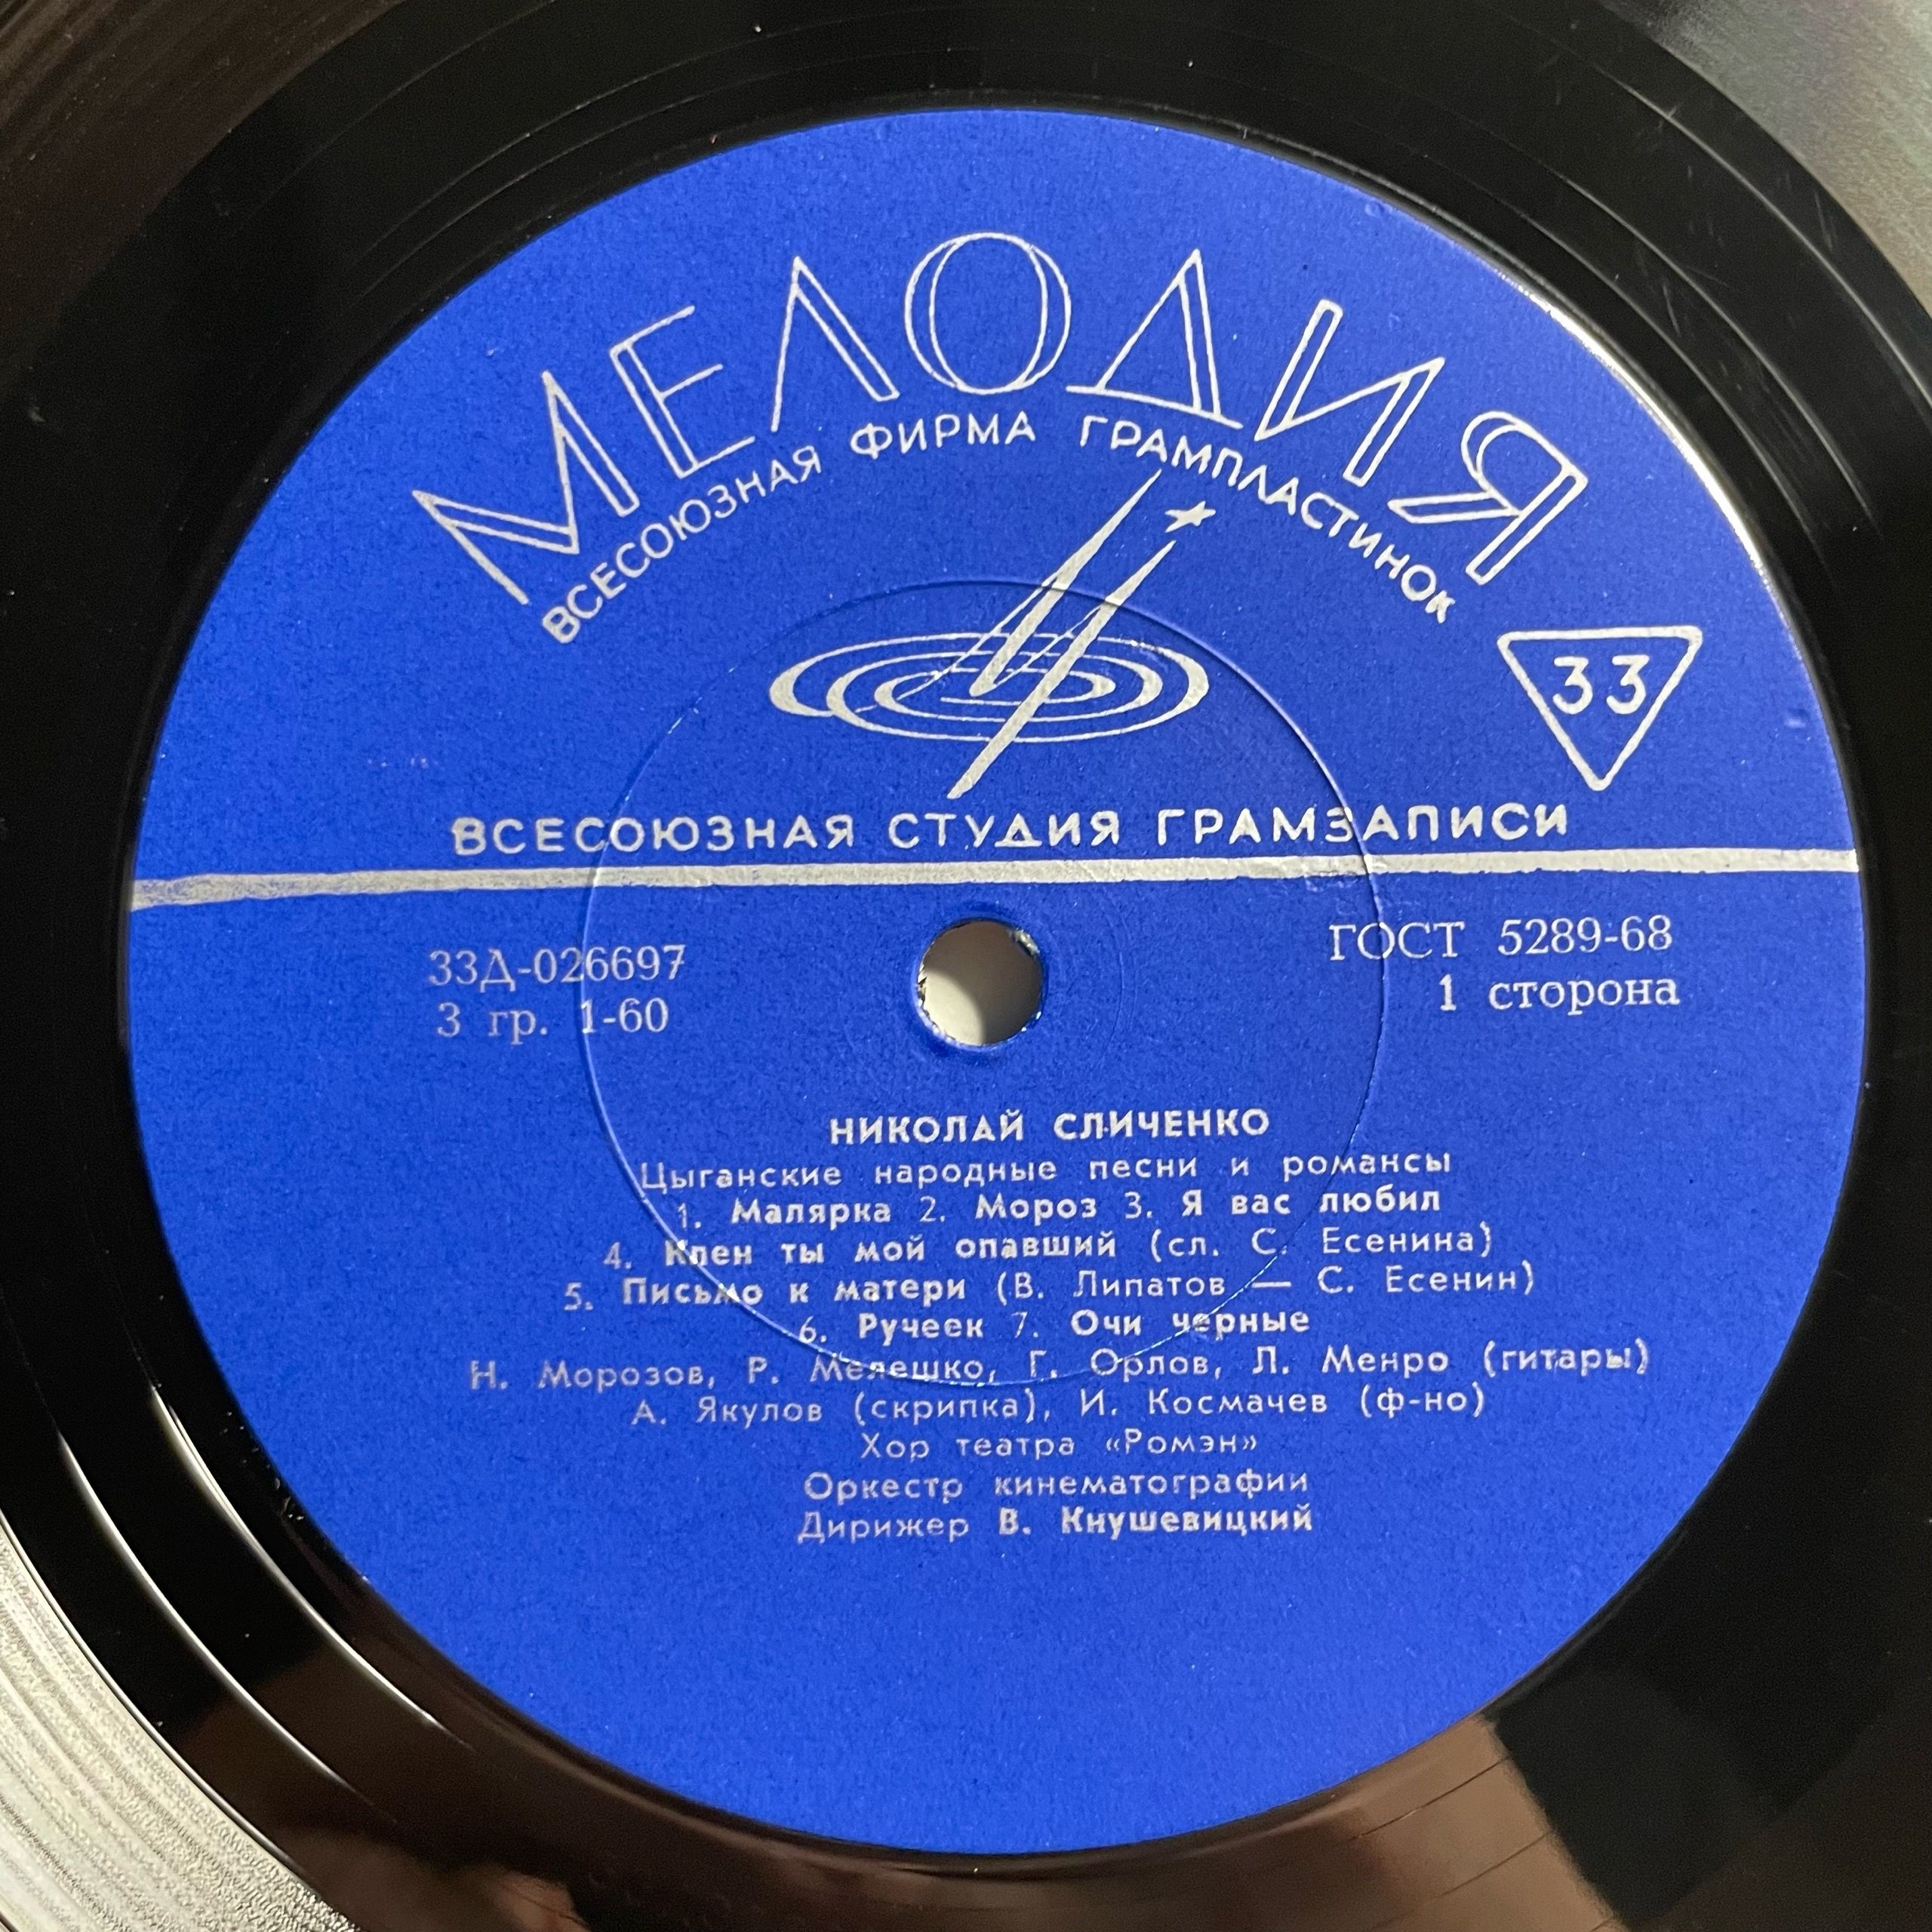 МЕЛОДИЯ
ВСЕСОЮЗНАЯ ФИРМА ГРАМПЛАСТИНОК
33
ВСЕСОЮЗНАЯ СТУДИЯ ГРАМЗАПИСИ
33Д-026697
3 гр. 1-60
ГОСТ 5289-68
1 сторона
НИКОЛАЙ СЛИЧЕНКО
Цыганские народные песни и романсы
1. Малярка 2. Мороз 3. Я вас любил
4. Клен ты мой опавший (сл. С. Есенина)
5. Письмо к матери (В. Липатов — С. Есенин)
6. Ручеек 7. Очи черные
Н. Морозов, Р. Мелешко, Г. Орлов, Л. Менро (гитары)
А. Якулов (скрипка), И. Космачев (ф-но)
Хор театра «Ромэн»
Оркестр кинематографии
Дирижер В. Кнушевицкий